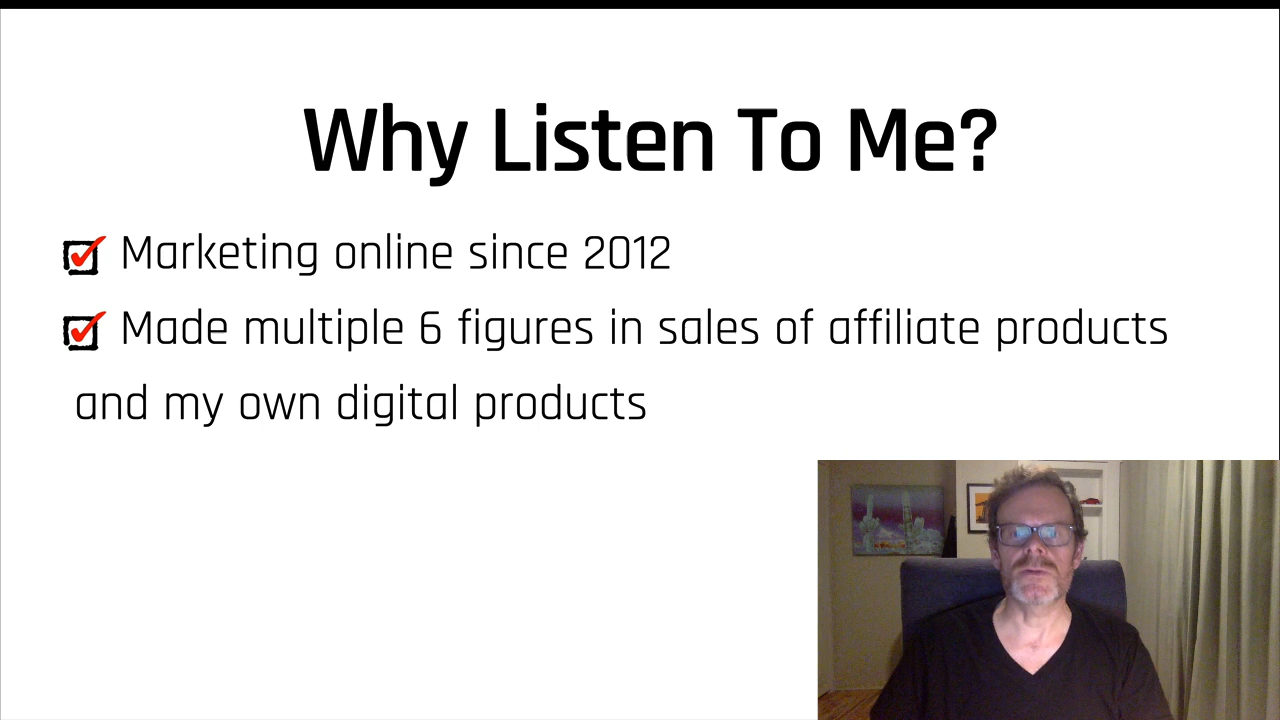 Why Listen To Me?
Marketing online since 2012
Made multiple 6 figures in sales of affiliate products
and my own digital products